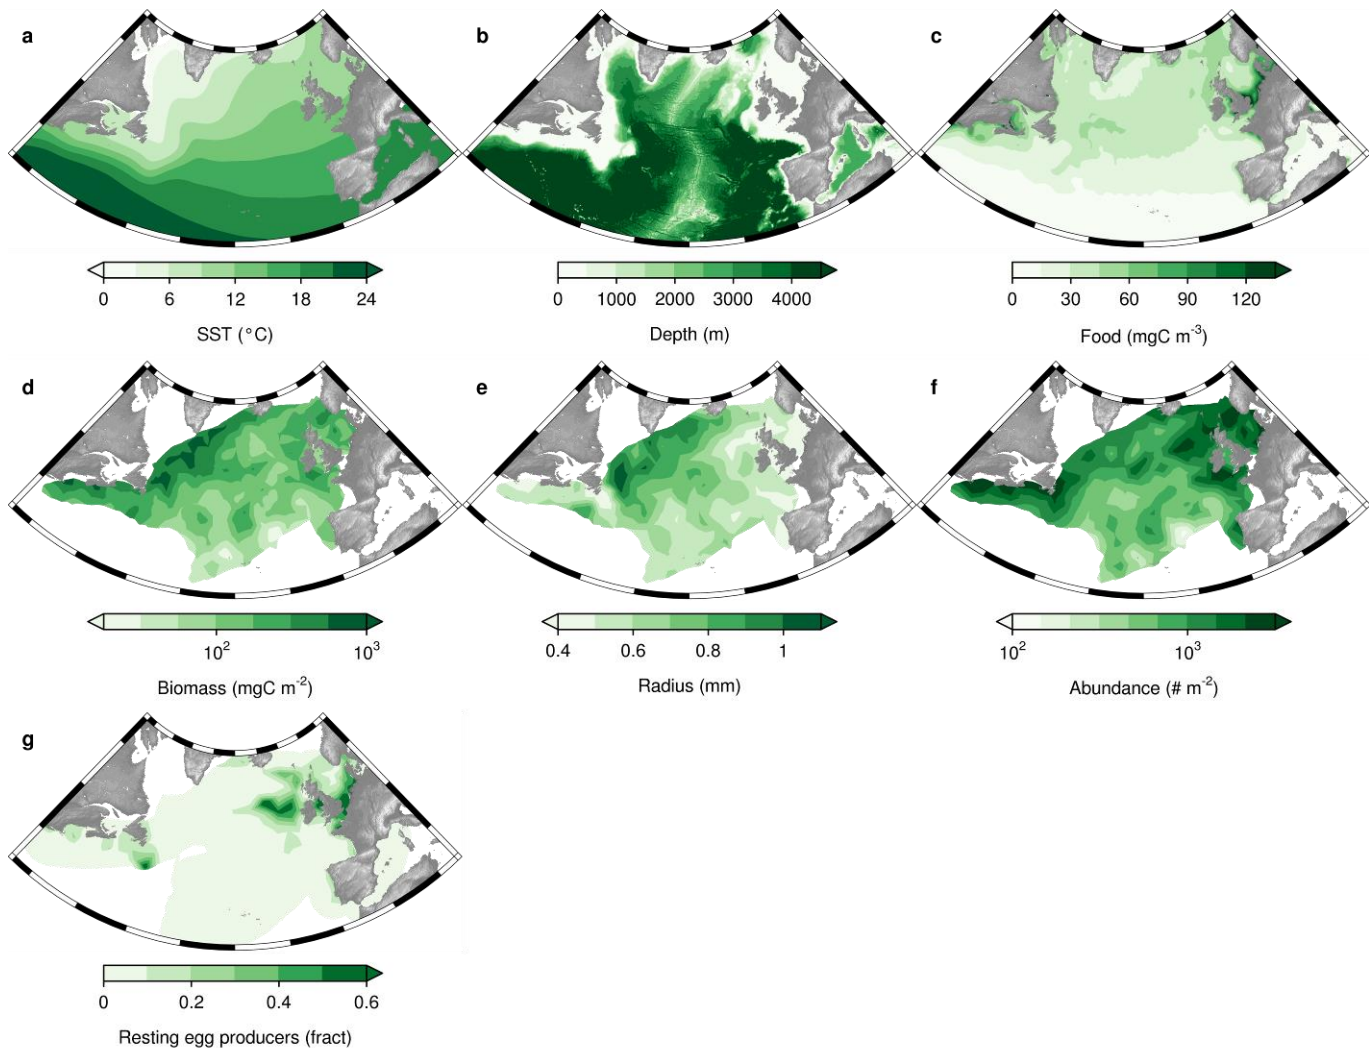 a
b
c
0 6 12 18 24
SST (°C)
0 1000 2000 3000 4000
Depth (m)
0 30 60 90 120
Food (mgC m⁻³)
d
e
f
10² 10³
Biomass (mgC m⁻²)
0.4 0.6 0.8 1
Radius (mm)
10² 10³
Abundance (# m⁻²)
g
0 0.2 0.4 0.6
Resting egg producers (fract)